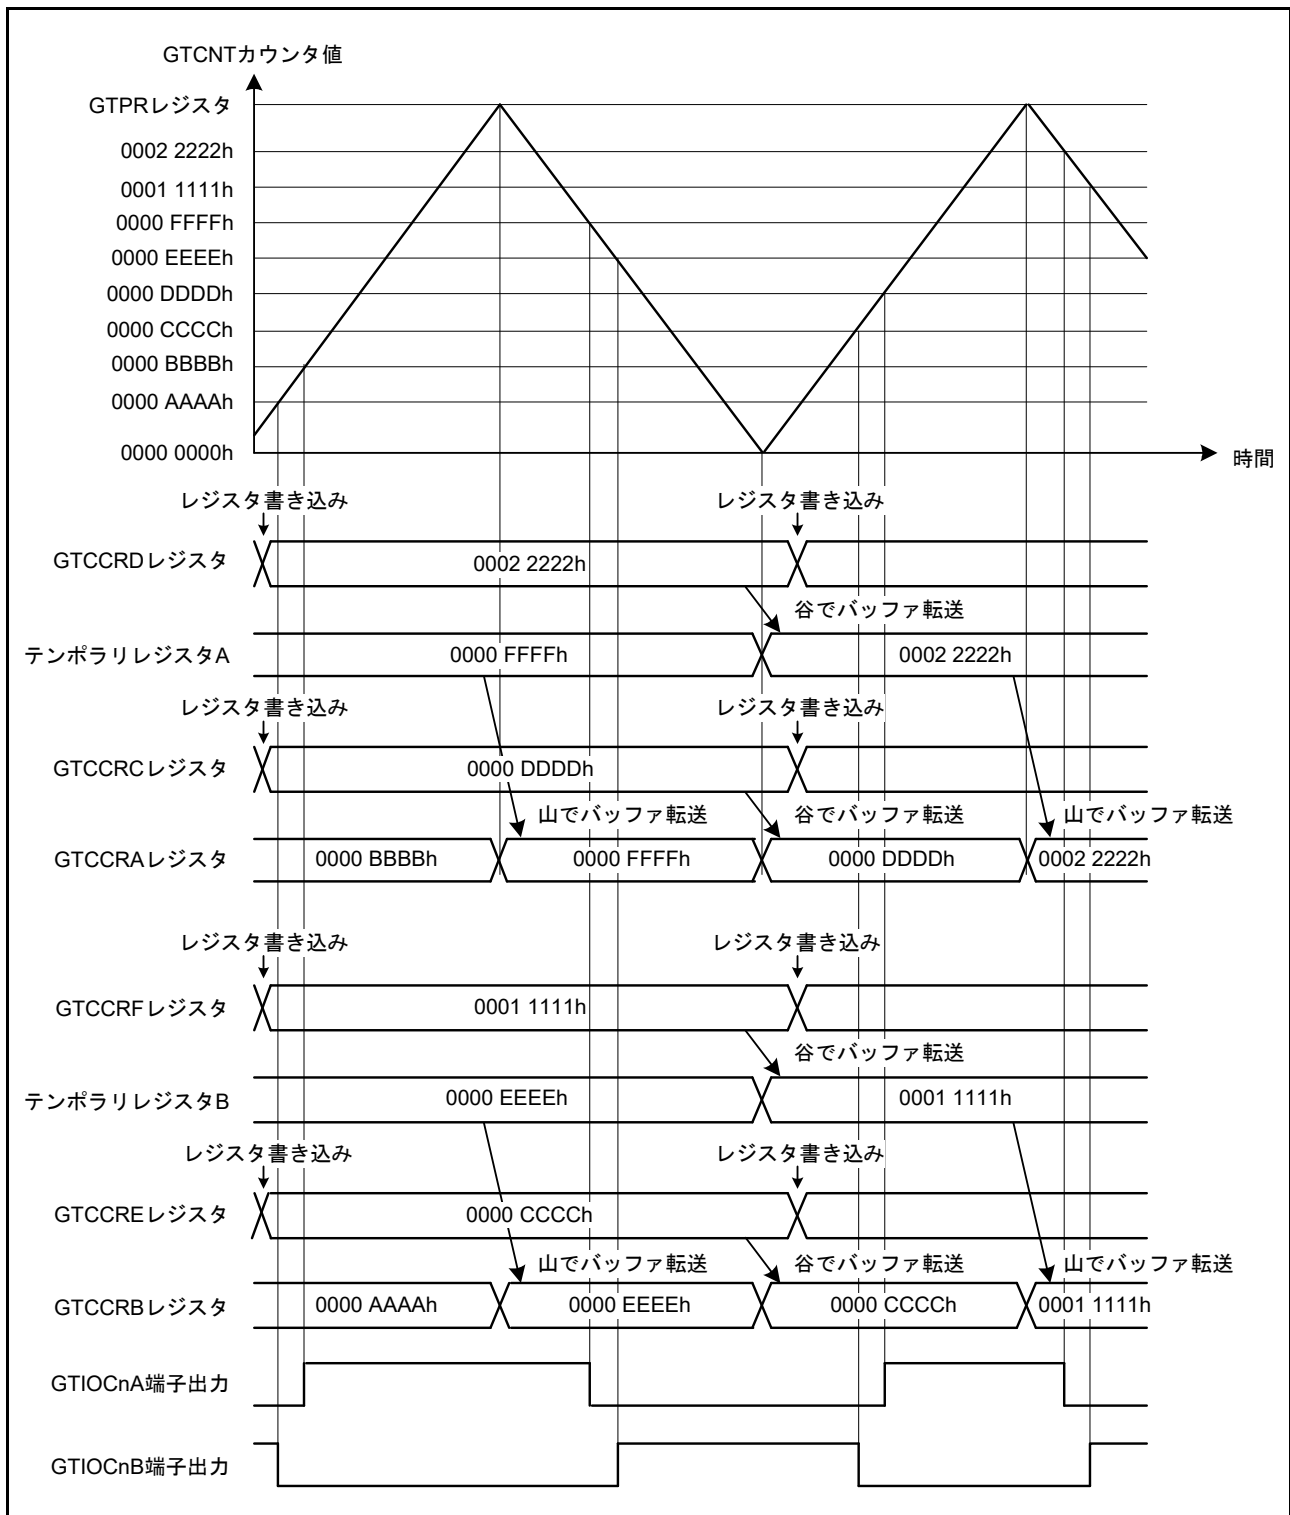 GTCNTカウンタ値
GTPRレジスタ
0002 2222h
0001 1111h
0000 FFFFh
0000 EEEEh
0000 DDDDh
0000 CCCCh
0000 BBBBh
0000 AAAAh
0000 0000h
時間
レジスタ書き込み レジスタ書き込み
GTCCRDレジスタ 0002 2222h
谷でバッファ転送
テンポラリレジスタA 0000 FFFFh 0002 2222h
レジスタ書き込み レジスタ書き込み
GTCCRCレジスタ 0000 DDDDh
山でバッファ転送 谷でバッファ転送 山でバッファ転送
GTCCRAレジスタ 0000 BBBBh 0000 FFFFh 0000 DDDDh 0002 2222h
レジスタ書き込み レジスタ書き込み
GTCCRFレジスタ 0001 1111h
谷でバッファ転送
テンポラリレジスタB 0000 EEEEh 0001 1111h
レジスタ書き込み レジスタ書き込み
GTCCREレジスタ 0000 CCCCh
山でバッファ転送 谷でバッファ転送 山でバッファ転送
GTCCRBレジスタ 0000 AAAAh 0000 EEEEh 0000 CCCCh 0001 1111h
GTIOCnA端子出力
GTIOCnB端子出力